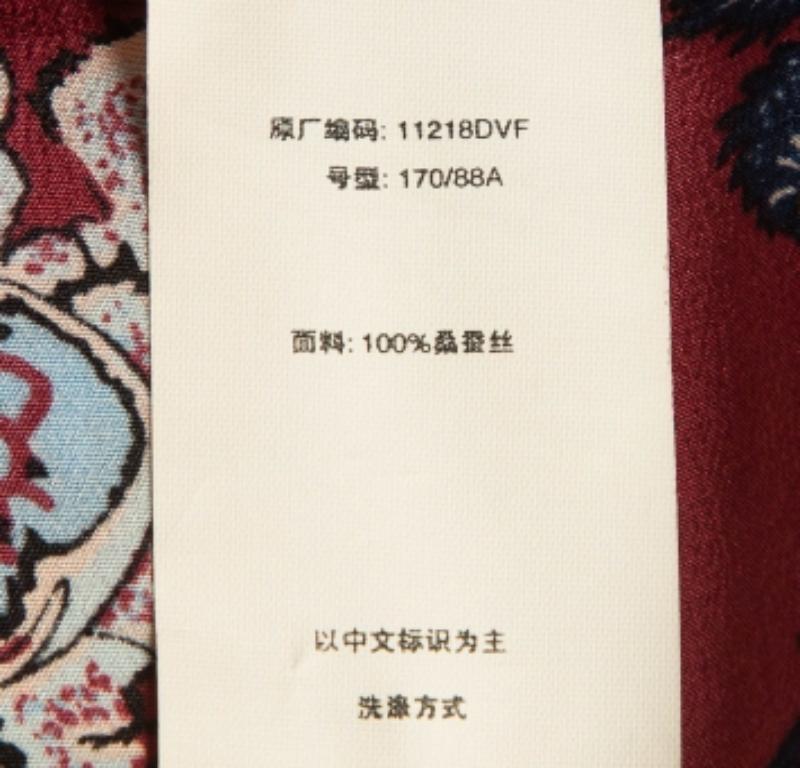 原厂编码: 11218DVF
号型: 170/88A
面料: 100%桑蚕丝
以中文标识为主
洗涤方式